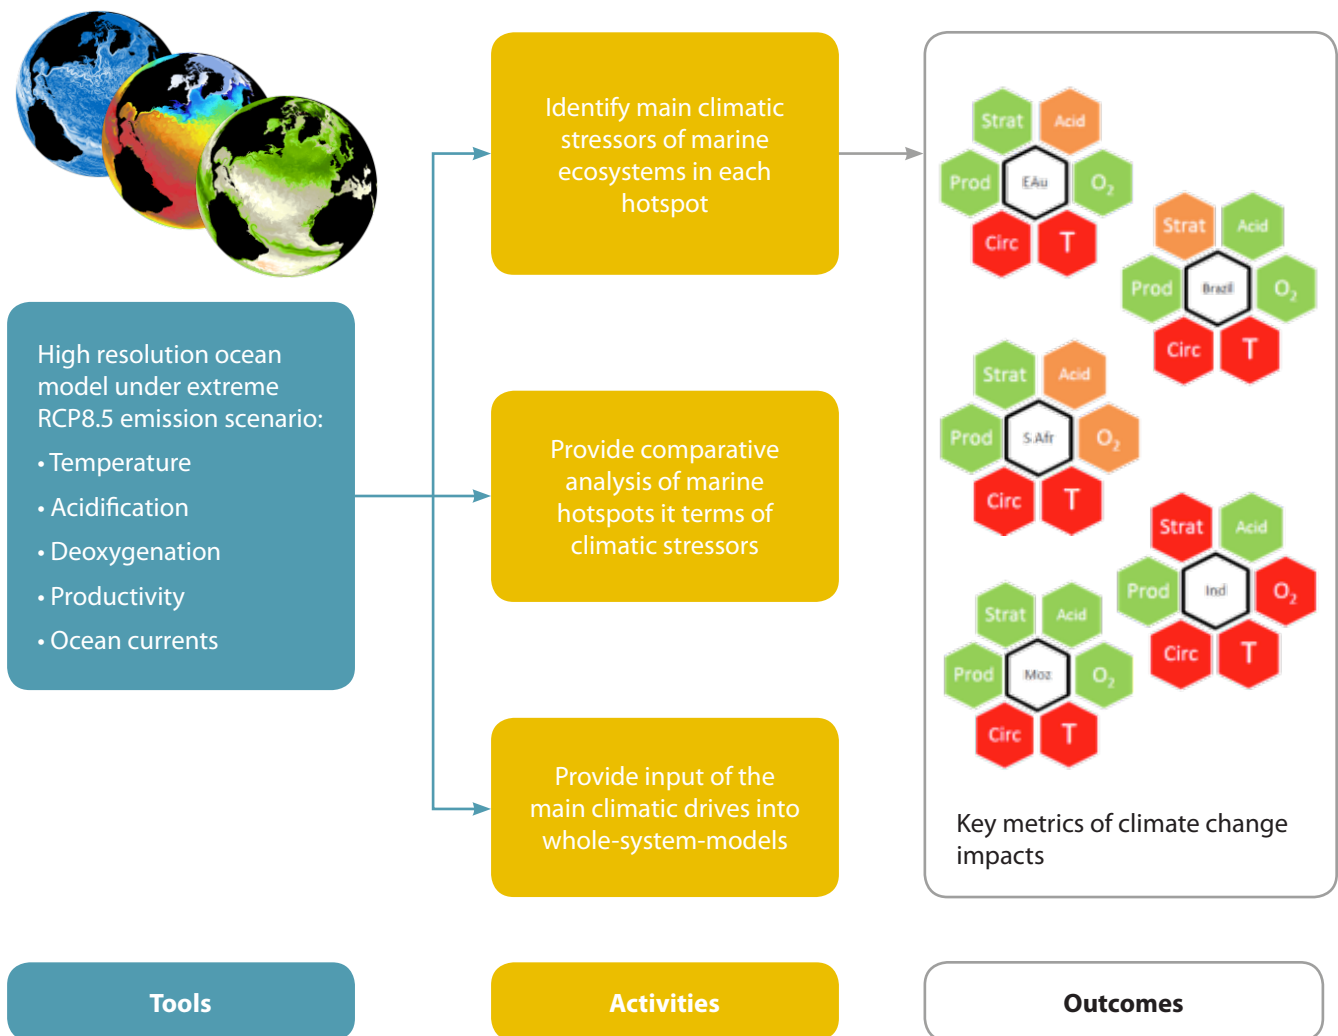 High resolution ocean
model under extreme
RCP8.5 emission scenario:
• Temperature
• Acidification
• Deoxygenation
• Productivity
• Ocean currents
Tools
Identify main climatic
stressors of marine
ecosystems in each
hotspot
Provide comparative
analysis of marine
hotspots it terms of
climatic stressors
Provide input of the
main climatic drives into
whole-system-models
Activities
Strat Acid
Prod EAu O₂
Circ T
Strat Acid
Prod Brazil O₂
Circ T
Strat Acid
Prod S.Afr O₂
Circ T
Strat Acid
Prod Ind O₂
Circ T
Strat Acid
Prod Moz O₂
Circ T
Key metrics of climate change
impacts
Outcomes